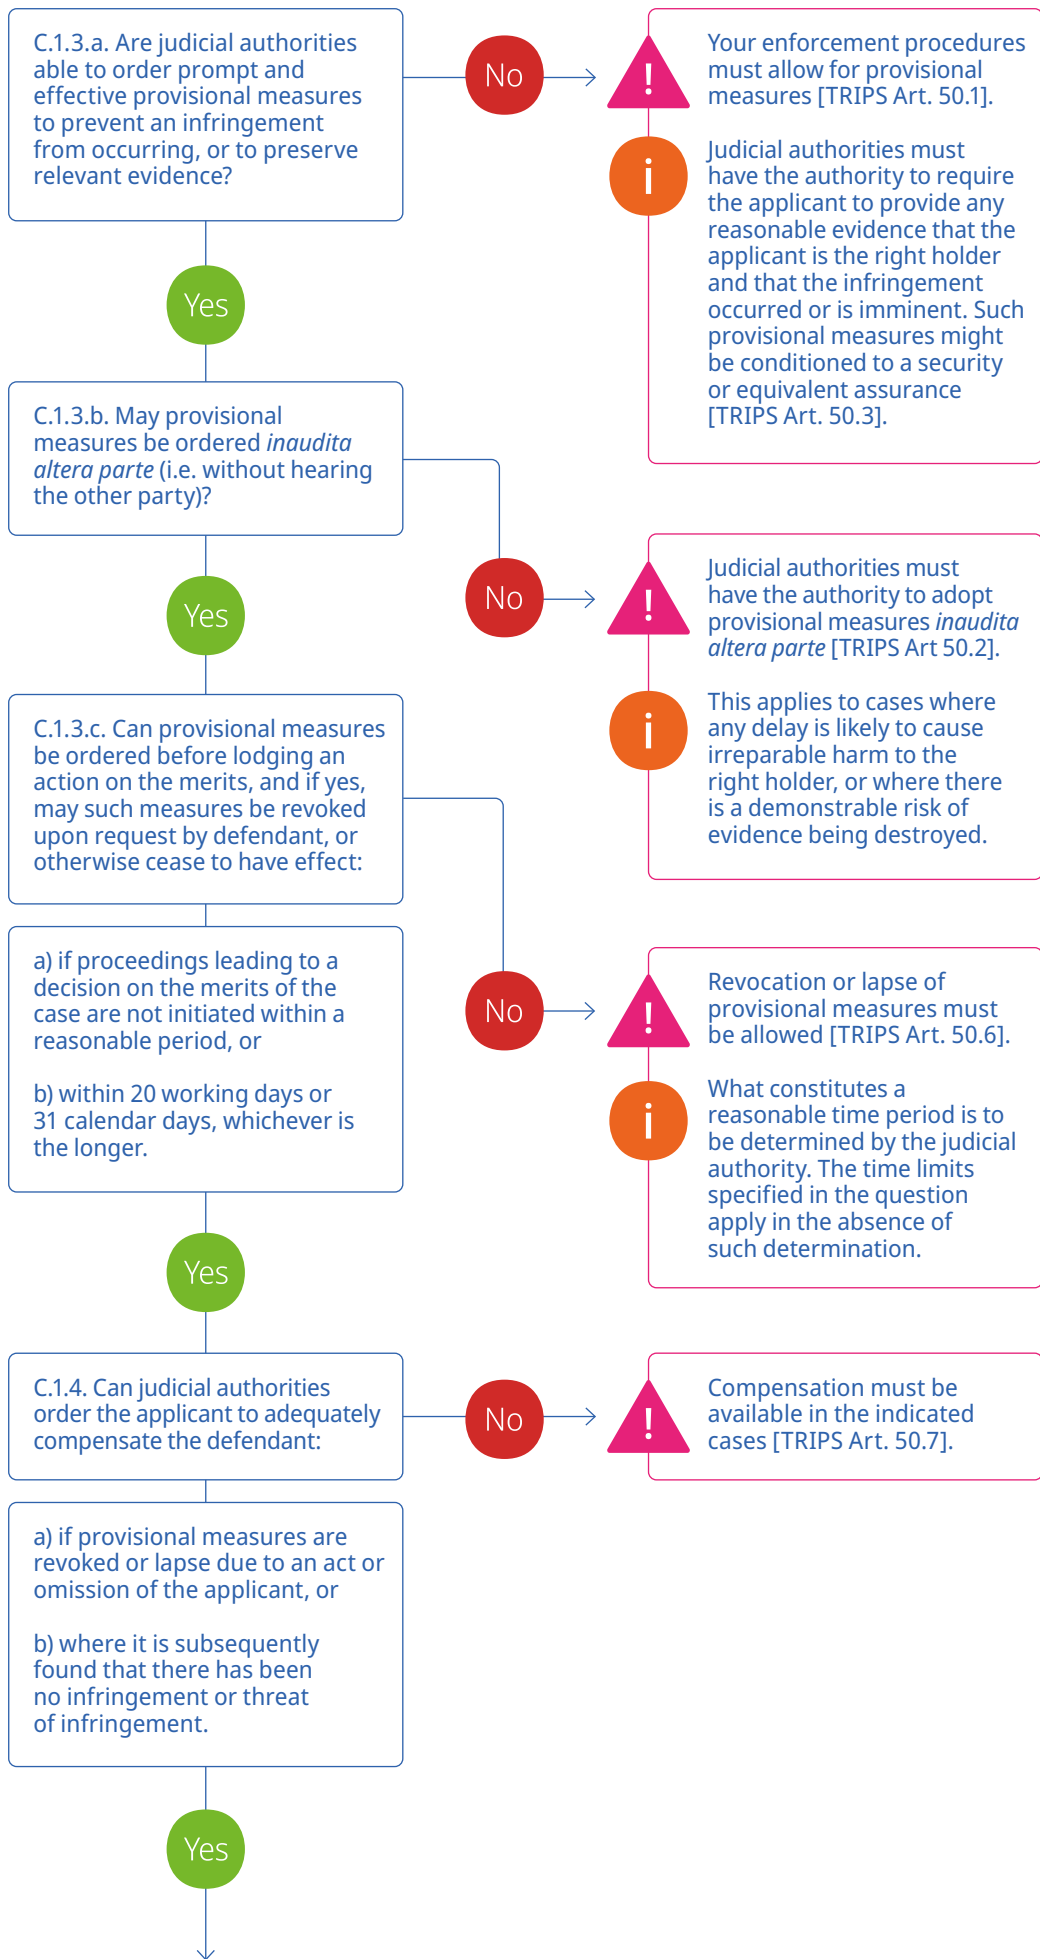 C.1.3.a. Are judicial authorities
able to order prompt and
effective provisional measures
to prevent an infringement
from occurring, or to preserve
relevant evidence?
No
!
Your enforcement procedures
must allow for provisional
measures [TRIPS Art. 50.1].
i
Judicial authorities must
have the authority to require
the applicant to provide any
reasonable evidence that the
applicant is the right holder
and that the infringement
occurred or is imminent. Such
provisional measures might
be conditioned to a security
or equivalent assurance
[TRIPS Art. 50.3].
Yes
C.1.3.b. May provisional
measures be ordered inaudita
altera parte (i.e. without hearing
the other party)?
No
!
Judicial authorities must
have the authority to adopt
provisional measures inaudita
altera parte [TRIPS Art 50.2].
i
This applies to cases where
any delay is likely to cause
irreparable harm to the
right holder, or where there
is a demonstrable risk of
evidence being destroyed.
Yes
C.1.3.c. Can provisional measures
be ordered before lodging an
action on the merits, and if yes,
may such measures be revoked
upon request by defendant, or
otherwise cease to have effect:
a) if proceedings leading to a
decision on the merits of the
case are not initiated within a
reasonable period, or
b) within 20 working days or
31 calendar days, whichever is
the longer.
No
!
Revocation or lapse of
provisional measures must
be allowed [TRIPS Art. 50.6].
i
What constitutes a
reasonable time period is to
be determined by the judicial
authority. The time limits
specified in the question
apply in the absence of
such determination.
Yes
C.1.4. Can judicial authorities
order the applicant to adequately
compensate the defendant:
No
!
Compensation must be
available in the indicated
cases [TRIPS Art. 50.7].
a) if provisional measures are
revoked or lapse due to an act or
omission of the applicant, or
b) where it is subsequently
found that there has been
no infringement or threat
of infringement.
Yes